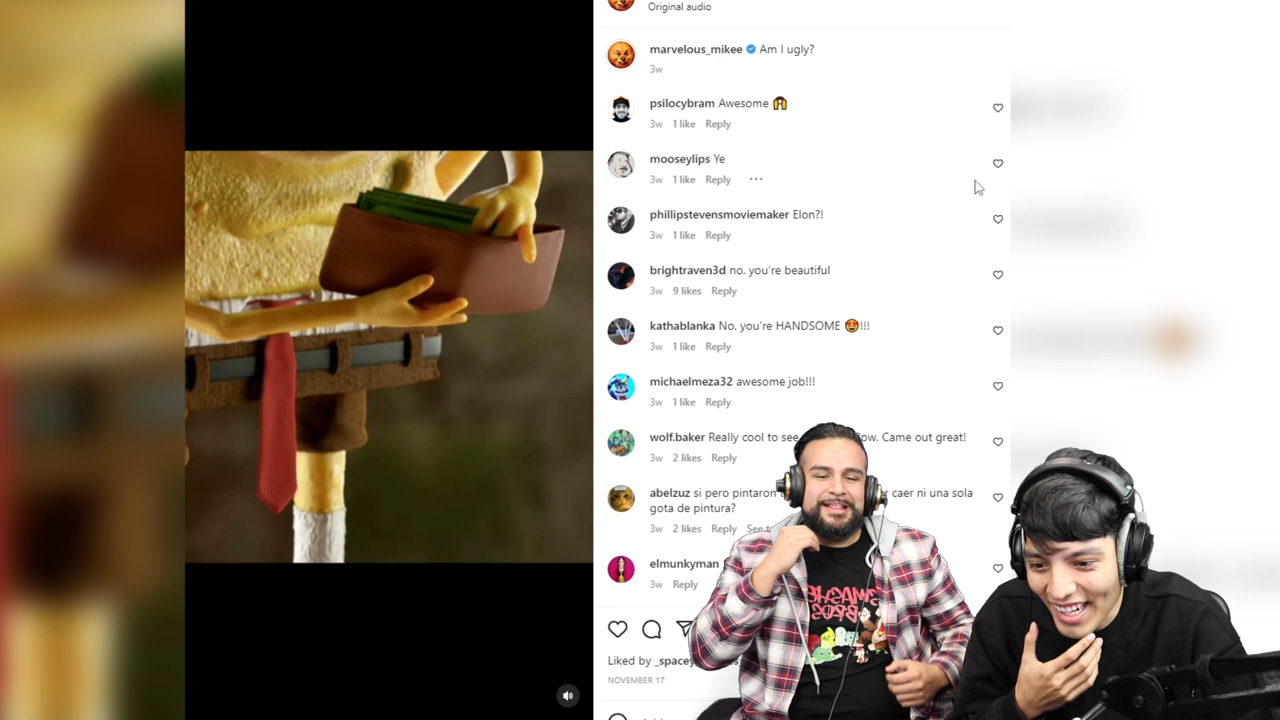 Original audio
marvelous_mikee Am I ugly?
3w
psilocybram Awesome
3w 1 like Reply
mooseylips Ye
3w 1 like Reply
phillipstevensmoviemaker Elon?!
3w 1 like Reply
brightraven3d no, you're beautiful
3w 9 likes Reply
kathablanka No, you're HANDSOME !!!
3w 1 like Reply
michaelmeza32 awesome job!!!
3w 1 like Reply
wolf.baker Really cool to see Came out great!
3w 2 likes Reply
abelzuz si pero pintaron caer ni una sola
gota de pintura?
3w 2 likes Reply See
elmunkyman
3w Reply
Liked by _spacey
NOVEMBER 17
SMASH
BROS